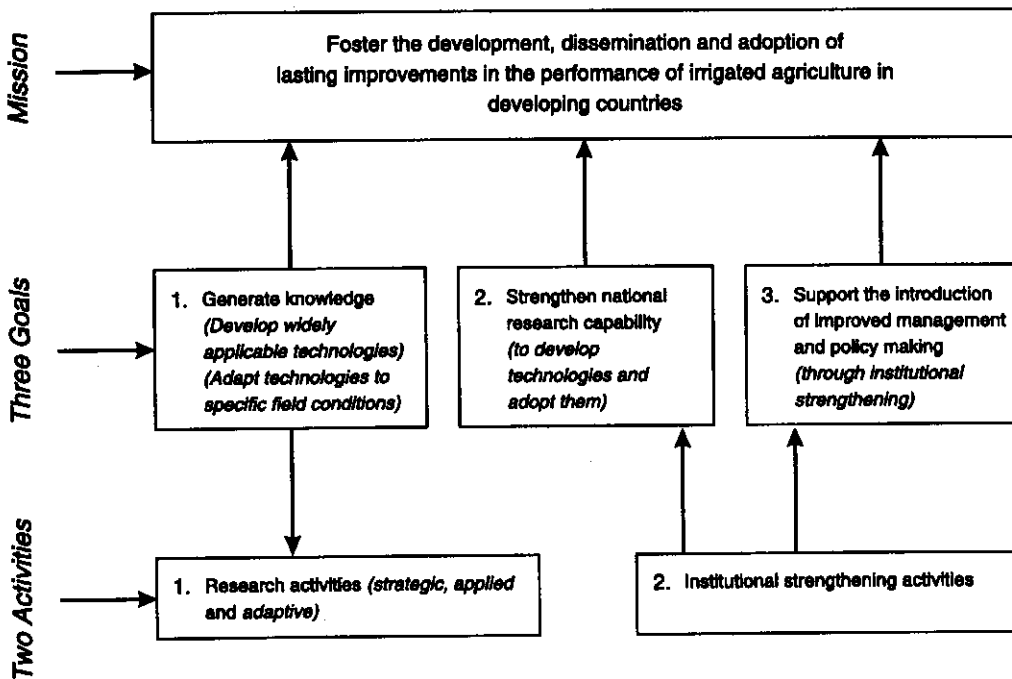 Mission
Foster the development, dissemination and adoption of
lasting improvements in the performance of irrigated agriculture in
developing countries
Three Goals
1. Generate knowledge
(Develop widely
applicable technologies)
(Adapt technologies to
specific field conditions)
2. Strengthen national
research capability
(to develop
technologies and
adopt them)
3. Support the introduction
of improved management
and policy making
(through institutional
strengthening)
Two Activities
1. Research activities (strategic, applied
and adaptive)
2. Institutional strengthening activities